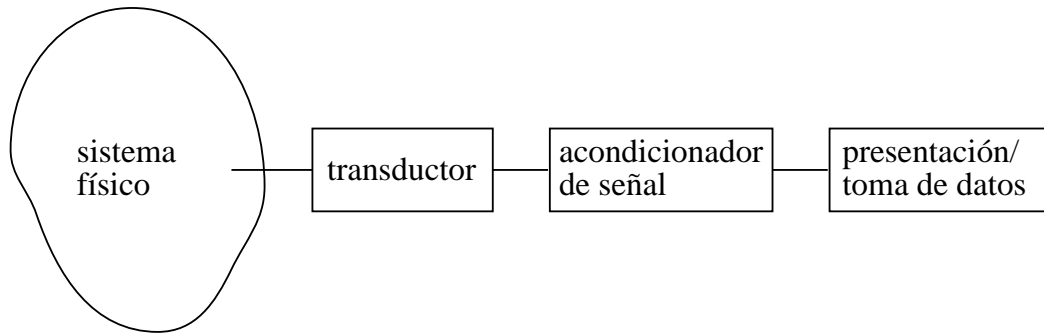 sistema
físico
transductor
acondicionador
de señal
presentación/
toma de datos